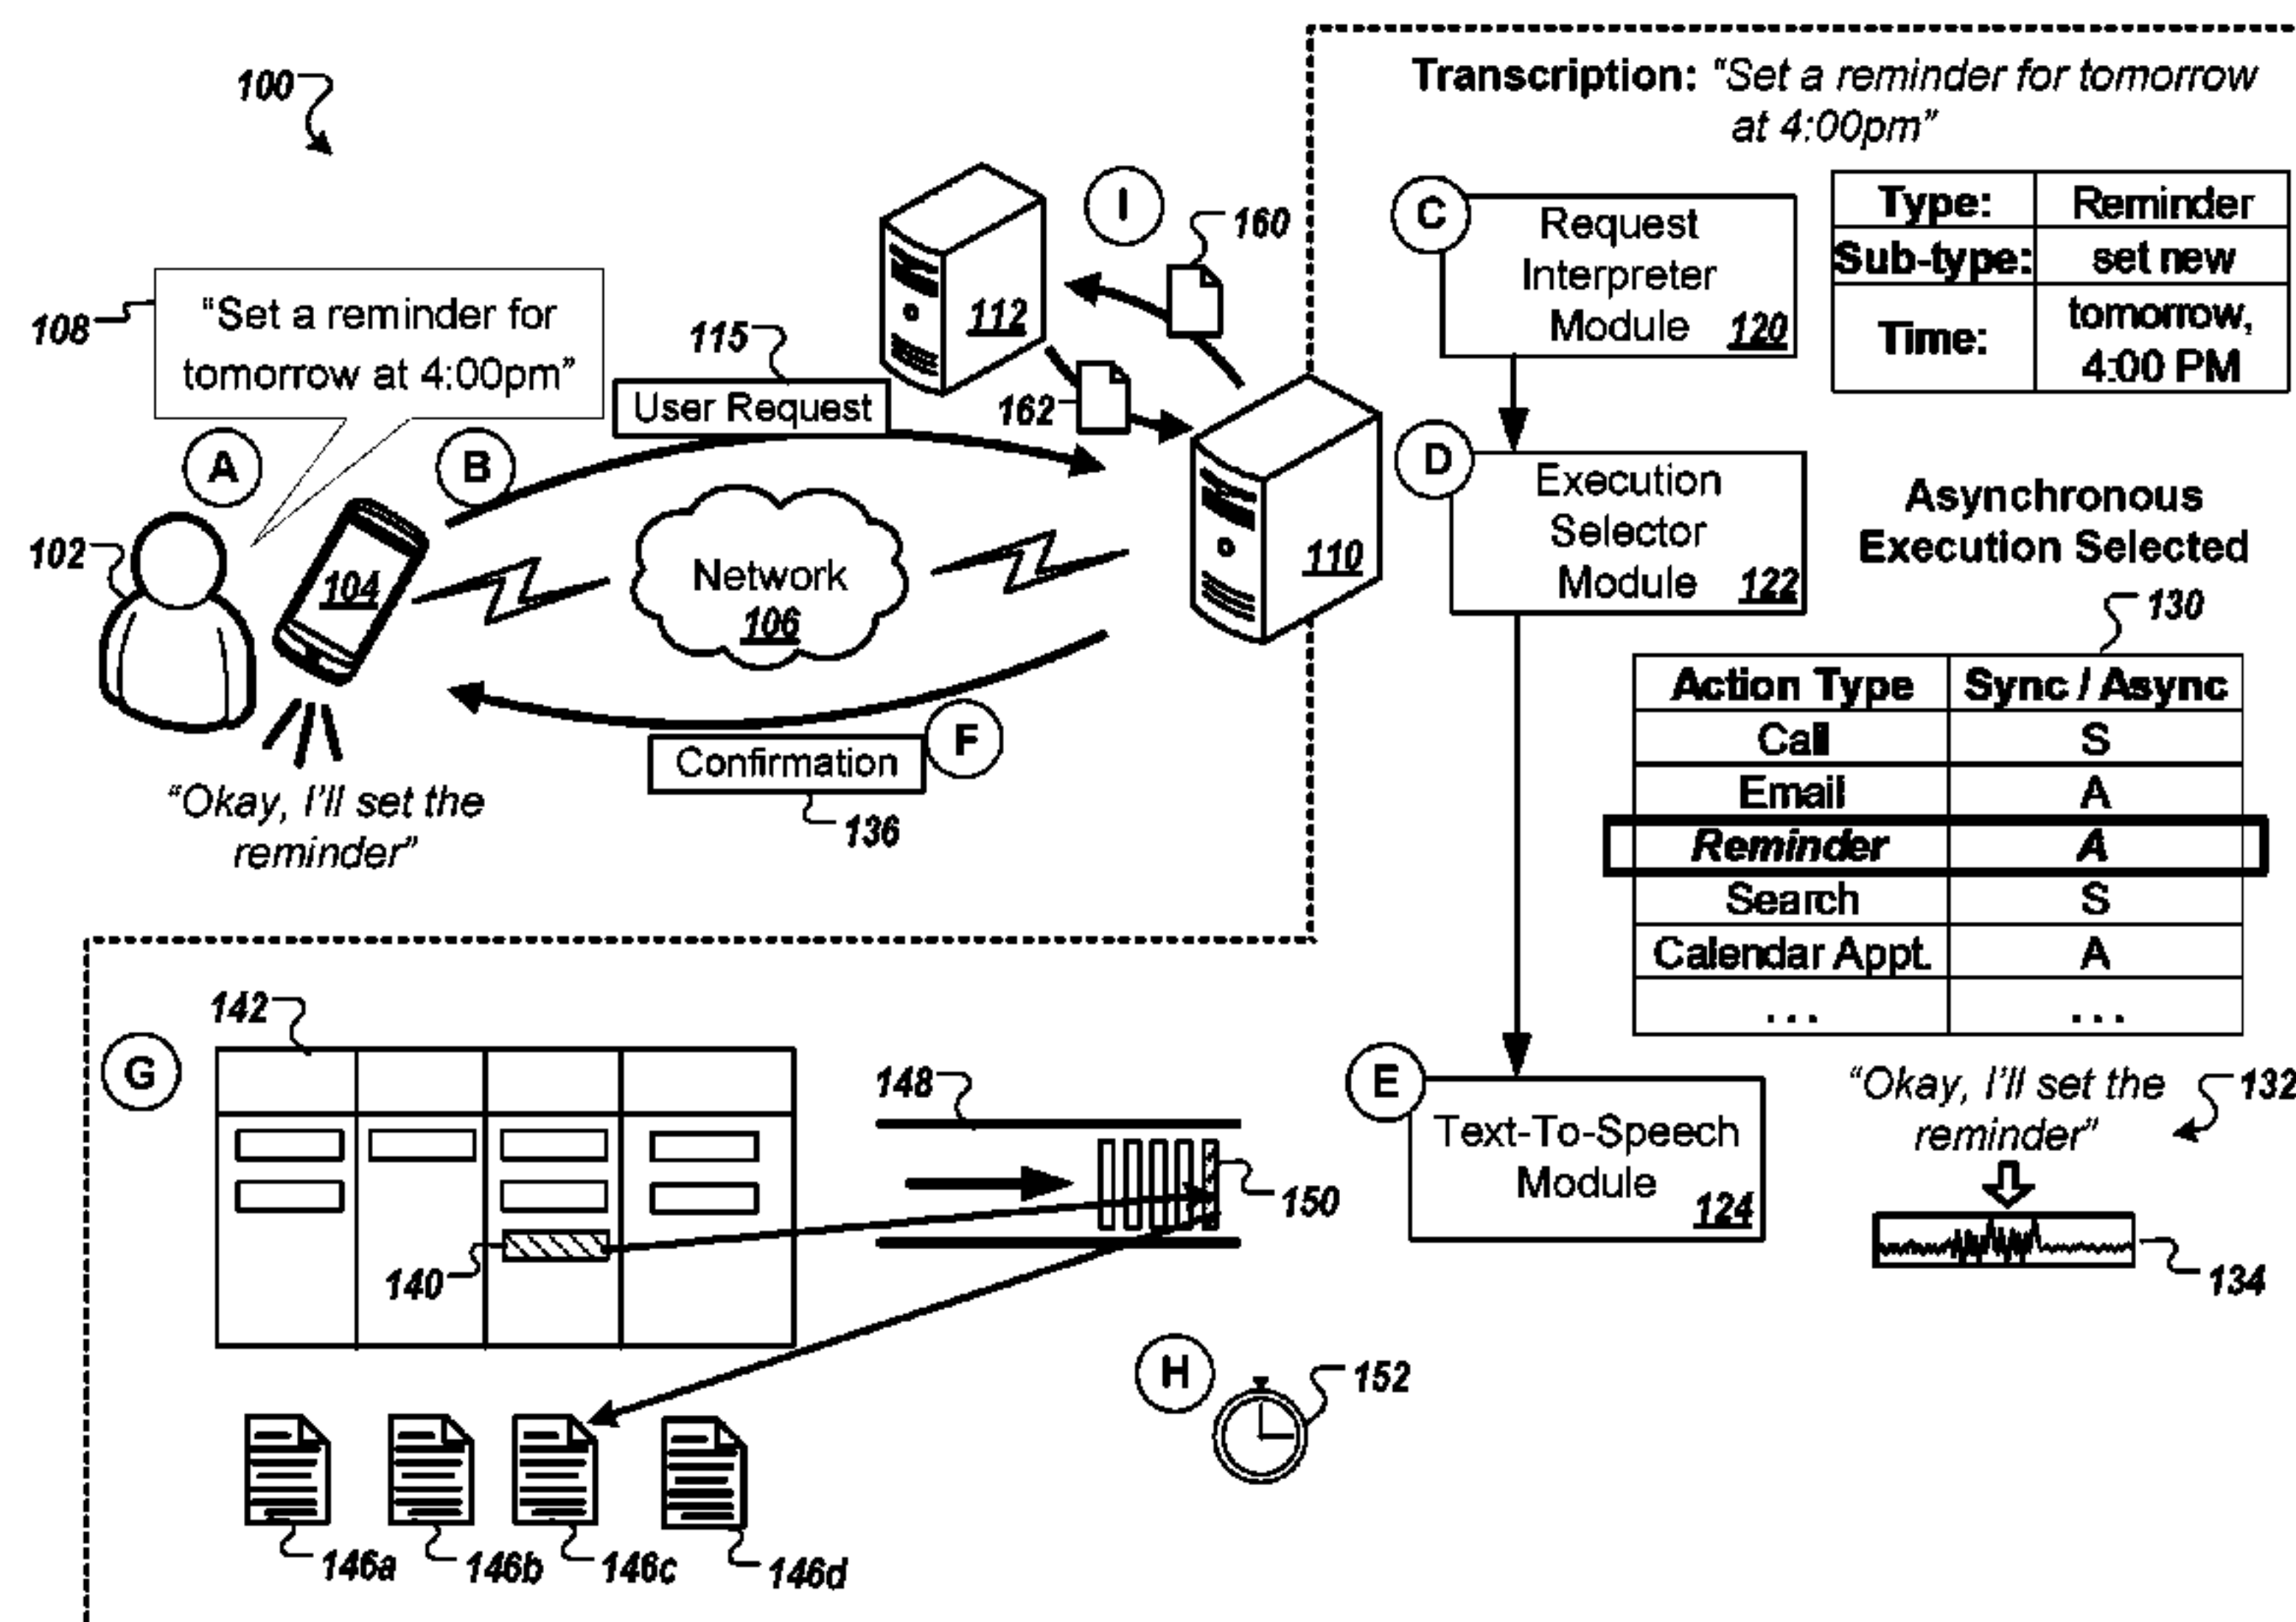 100
108
"Set a reminder for
tomorrow at 4:00pm"
A
B
102
104
115
User Request
112
I
160
162
110
Network
106
F
Confirmation
136
"Okay, I'll set the
reminder"
Transcription: "Set a reminder for tomorrow
at 4:00pm"
C
Request
Interpreter
Module 120
Type: Reminder
Sub-type: set new
Time: tomorrow,
4:00 PM
D
Execution
Selector
Module 122
Asynchronous
Execution Selected
130
Action Type Sync / Async
Call S
Email A
Reminder A
Search S
Calendar Appt. A
... ...
E
Text-To-Speech
Module 124
"Okay, I'll set the
reminder"
132
134
G
142
140
148
150
H
152
146a
146b
146c
146d